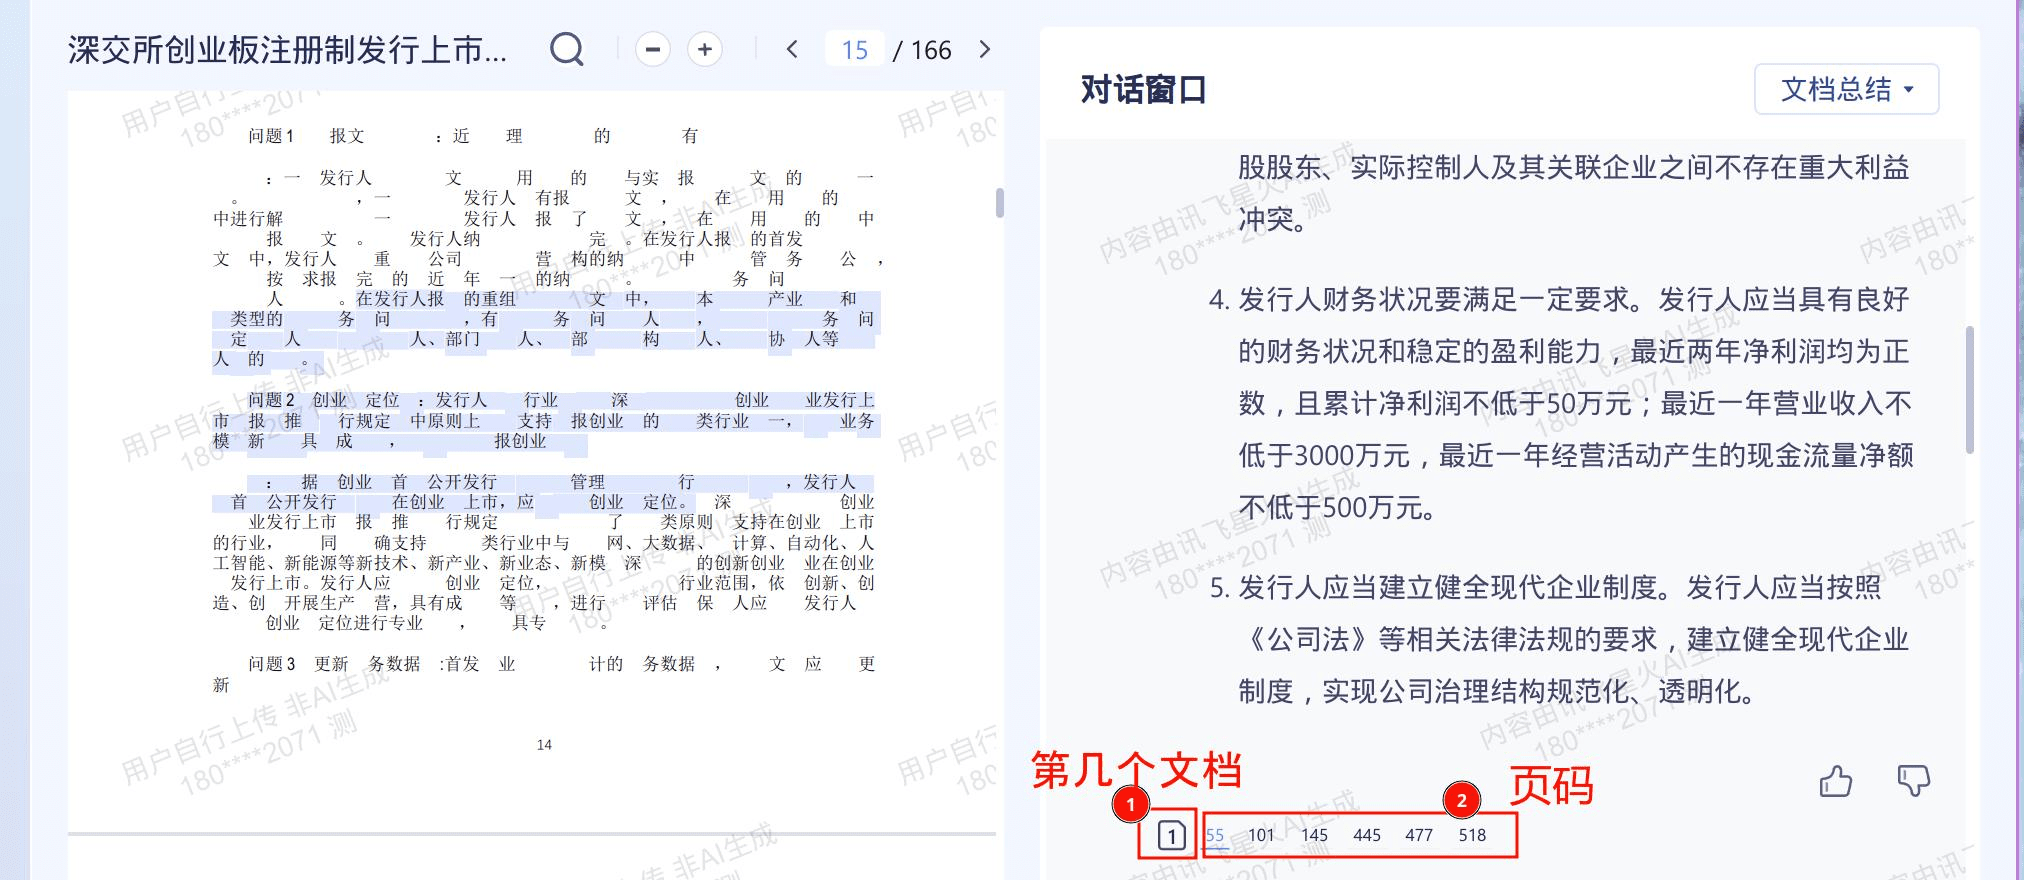 深交所创业板注册制发行上市...
15 / 166
问题1 报文 :近 理 的 有
:一 发行人 文 用 的 与实 报 文 的 一
。 ,一 发行人 有报 文 , 在 用 的
中进行解 一 发行人 报 了 文 , 在 用 的 中
报 文 。 发行人纳 完 。在发行人报 的首发
文 中,发行人 重 公司 营 构的纳 中 管 务 公 ,
按 求报 完 的 近 年 一 的纳 务 问
人 。在发行人报 的重组 文 中, 本 产业 和
类型的 务 问 ,有 务 问 人 , 务 问
定 人 人、部门 人、 部 构 人、 协 人等
人 的 。
问题2 创业 定位 :发行人 行业 深 创业 业发行上
市 报 推 行规定 中原则上 支持 报创业 的 类行业 一, 业务
模 新 具 成 , 报创业
: 据 创业 首 公开发行 管理 行 ,发行人
首 公开发行 在创业 上市,应 创业 定位。 深 创业
业发行上市 报 推 行规定 了 类原则 支持在创业 上市
的行业, 同 确支持 类行业中与 网、大数据、 计算、自动化、人
工智能、新能源等新技术、新产业、新业态、新模 深 的创新创业 业在创业
发行上市。发行人应 创业 定位, 行业范围,依 创新、创
造、创 开展生产 营,具有成 等 ,进行 评估 保 人应 发行人
创业 定位进行专业 , 具专 。
问题3 更新 务数据 :首发 业 计的 务数据 , 文 应 更
新
14
用户自行上传 非AI生成
180****2071 测
对话窗口
文档总结
股股东、实际控制人及其关联企业之间不存在重大利益
冲突。
4. 发行人财务状况要满足一定要求。发行人应当具有良好
的财务状况和稳定的盈利能力,最近两年净利润均为正
数,且累计净利润不低于50万元;最近一年营业收入不
低于3000万元,最近一年经营活动产生的现金流量净额
不低于500万元。
5. 发行人应当建立健全现代企业制度。发行人应当按照
《公司法》等相关法律法规的要求,建立健全现代企业
制度,实现公司治理结构规范化、透明化。
第几个文档
1
2
页码
1 55 101 145 445 477 518
内容由讯飞星火AI生成
180****2071 测